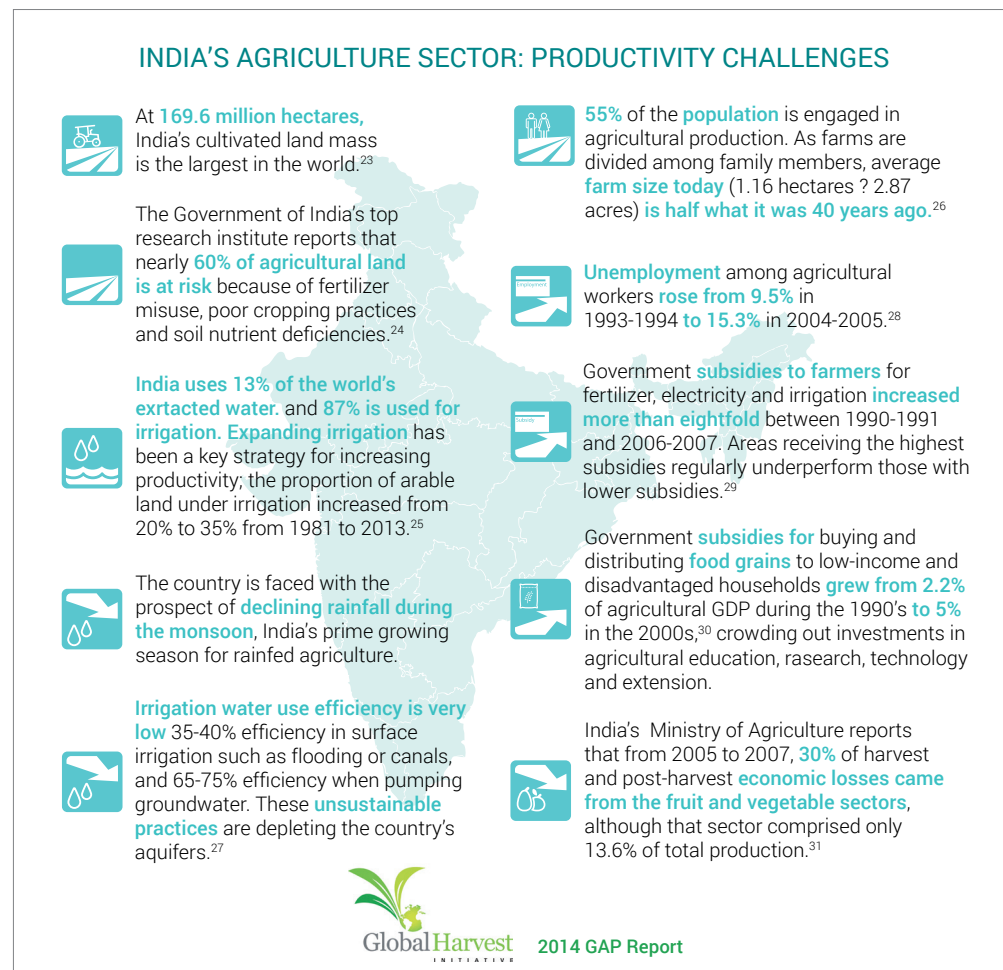 INDIA'S AGRICULTURE SECTOR: PRODUCTIVITY CHALLENGES
At 169.6 million hectares,
India's cultivated land mass
is the largest in the world.23
The Government of India's top
research institute reports that
nearly 60% of agricultural land
is at risk because of fertilizer
misuse, poor cropping practices
and soil nutrient deficiencies.24
India uses 13% of the world's
exrtacted water. and 87% is used for
irrigation. Expanding irrigation has
been a key strategy for increasing
productivity; the proportion of arable
land under irrigation increased from
20% to 35% from 1981 to 2013.25
The country is faced with the
prospect of declining rainfall during
the monsoon, India's prime growing
season for rainfed agriculture.
Irrigation water use efficiency is very
low 35-40% efficiency in surface
irrigation such as flooding or canals,
and 65-75% efficiency when pumping
groundwater. These unsustainable
practices are depleting the country's
aquifers.27
55% of the population is engaged in
agricultural production. As farms are
divided among family members, average
farm size today (1.16 hectares ? 2.87
acres) is half what it was 40 years ago.26
Employment
Unemployment among agricultural
workers rose from 9.5% in
1993-1994 to 15.3% in 2004-2005.28
Subsidy
Government subsidies to farmers for
fertilizer, electricity and irrigation increased
more than eightfold between 1990-1991
and 2006-2007. Areas receiving the highest
subsidies regularly underperform those with
lower subsidies.29
Government subsidies for buying and
distributing food grains to low-income and
disadvantaged households grew from 2.2%
of agricultural GDP during the 1990's to 5%
in the 2000s,30 crowding out investments in
agricultural education, rasearch, technology
and extension.
India's Ministry of Agriculture reports
that from 2005 to 2007, 30% of harvest
and post-harvest economic losses came
from the fruit and vegetable sectors,
although that sector comprised only
13.6% of total production.31
Global Harvest
INITIATIVE
2014 GAP Report